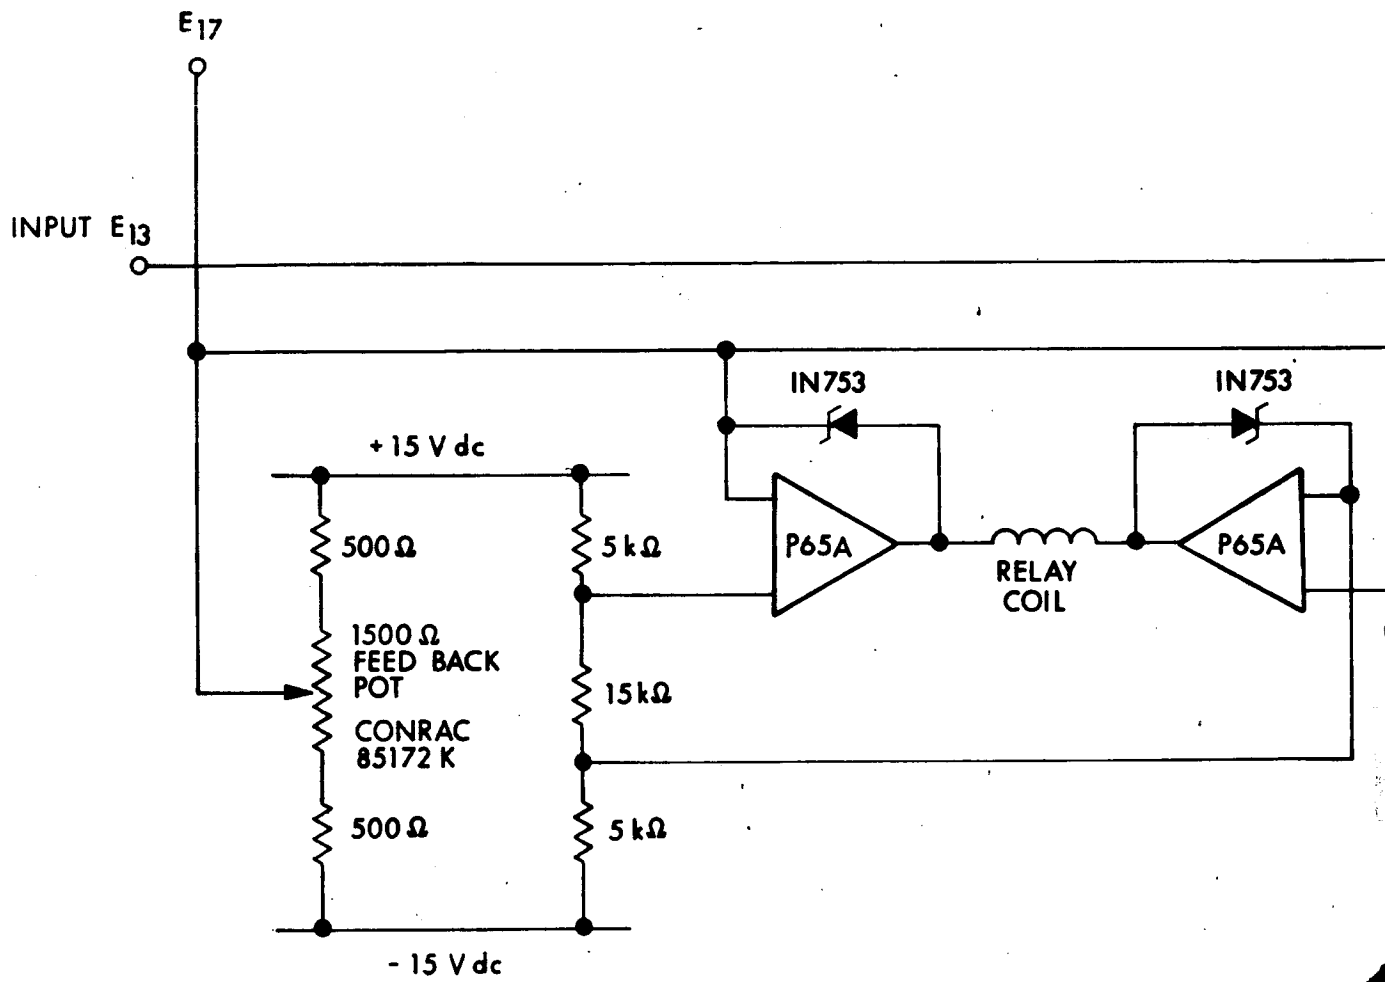 E17
INPUT E13
IN753
IN753
+ 15 V dc
500 Ω
5 kΩ
P65A
P65A
RELAY
COIL
1500 Ω
FEED BACK
POT
15 kΩ
CONRAC
85172 K
500 Ω
5 kΩ
- 15 V dc